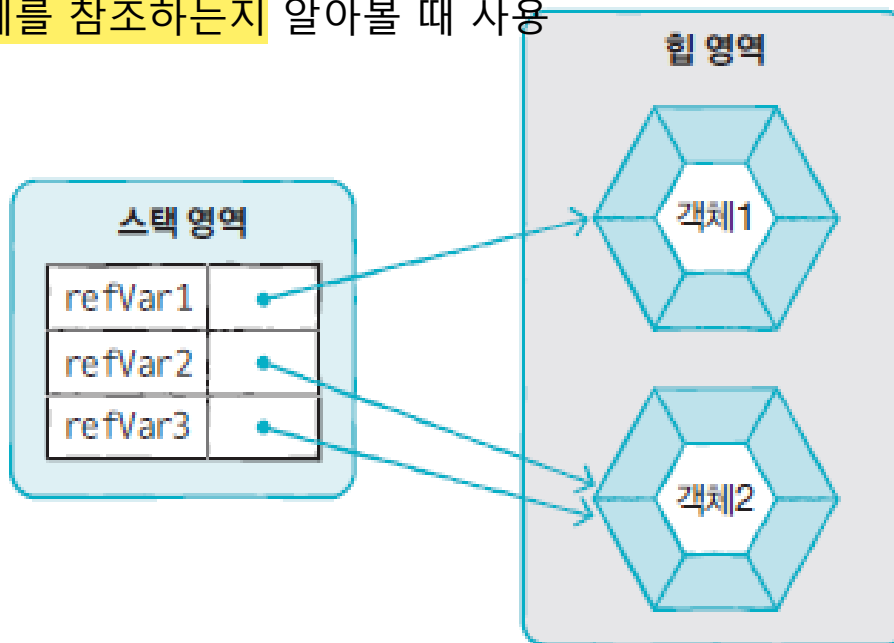 를 참조하는지 알아볼 때 사용
힙 영역
스택 영역
객체1
refVar1
refVar2
refVar3
객체2